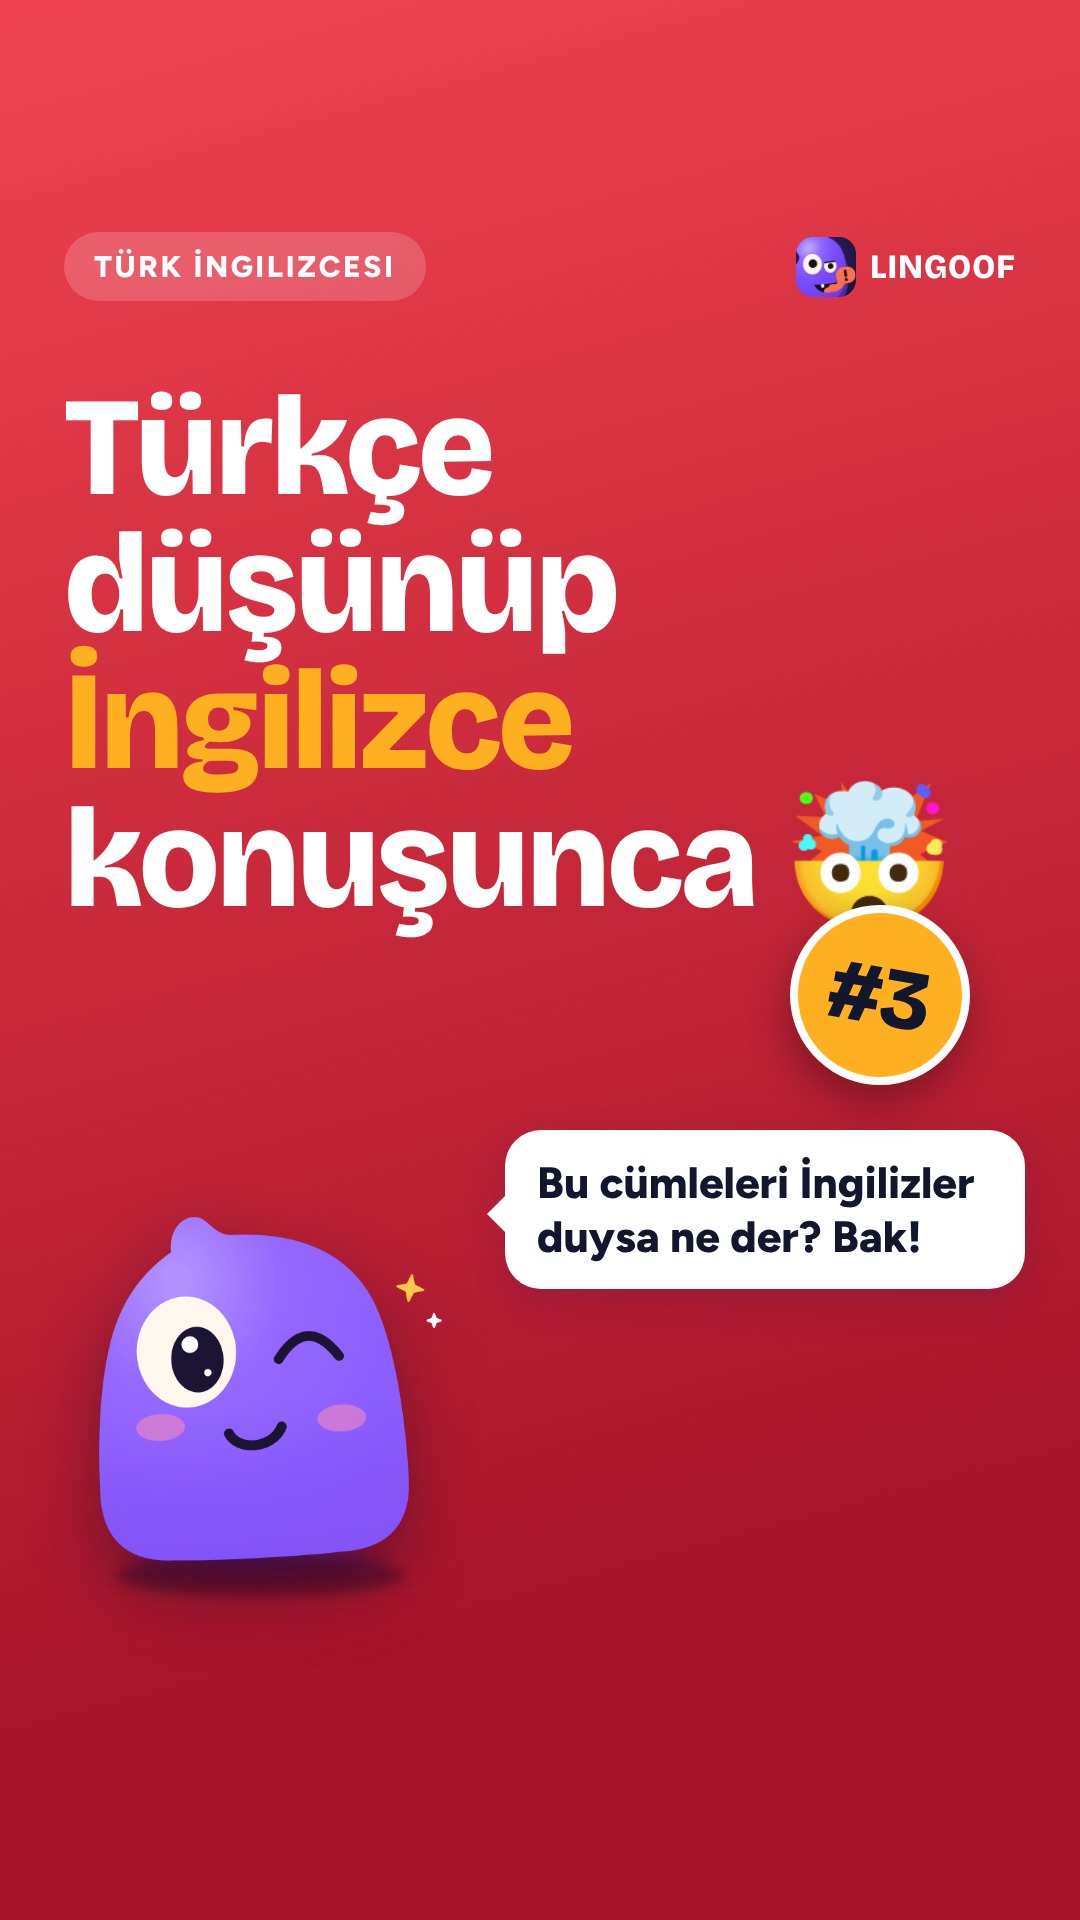 TÜRK İNGILIZCESI
LINGOOF
Türkçe
düşünüp
İngilizce
konuşunca
#3
Bu cümleleri İngilizler
duysa ne der? Bak!